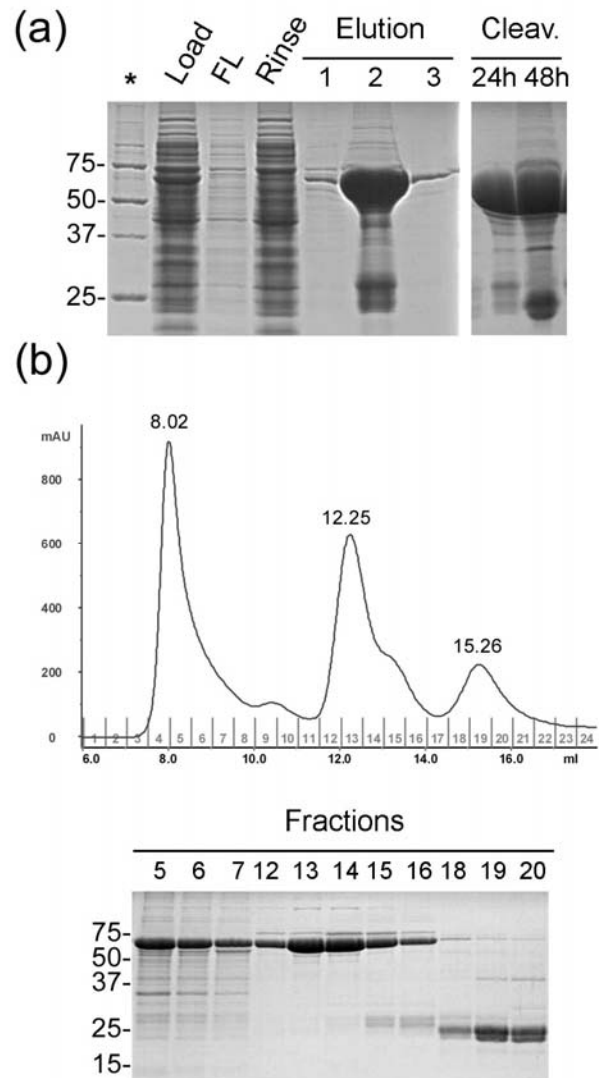 (a)
Elution
Cleav.
* Load FL Rinse 1 2 3 24h 48h
75-
50-
37-
25-
(b)
mAU
8.02
800
12.25
600
400
15.26
200
0
1 2 3 4 5 6 7 8 9 10 11 12 13 14 15 16 17 18 19 20 21 22 23 24
6.0 8.0 10.0 12.0 14.0 16.0 ml
Fractions
5 6 7 12 13 14 15 16 18 19 20
75-
50-
37-
25-
15-